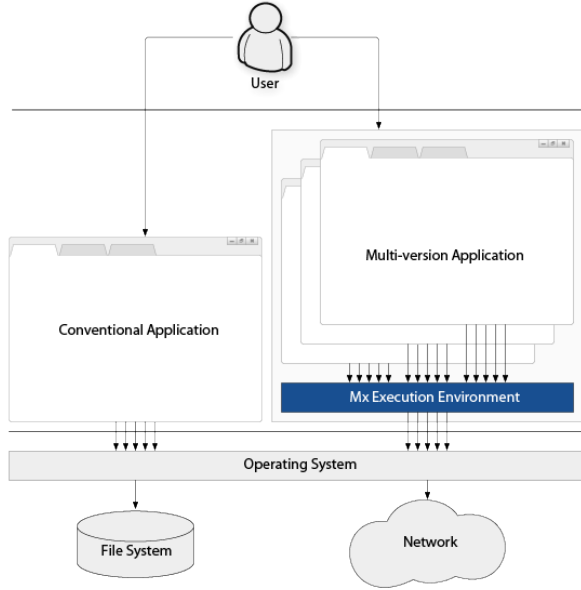 User
Multi-version Application
Conventional Application
Mx Execution Environment
Operating System
File System
Network